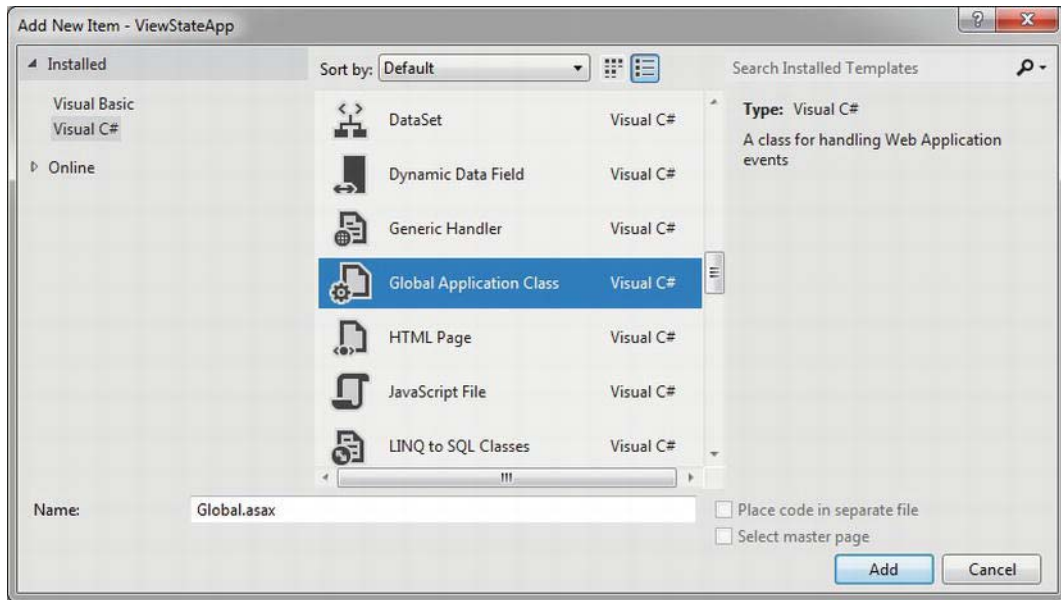 Add New Item - ViewStateApp
Installed
Sort by: Default
Search Installed Templates
Visual Basic
Visual C#
Online
DataSet Visual C#
Dynamic Data Field Visual C#
Generic Handler Visual C#
Global Application Class Visual C#
HTML Page Visual C#
JavaScript File Visual C#
LINQ to SQL Classes Visual C#
Type: Visual C#
A class for handling Web Application
events
Name: Global.asax
Place code in separate file
Select master page
Add Cancel